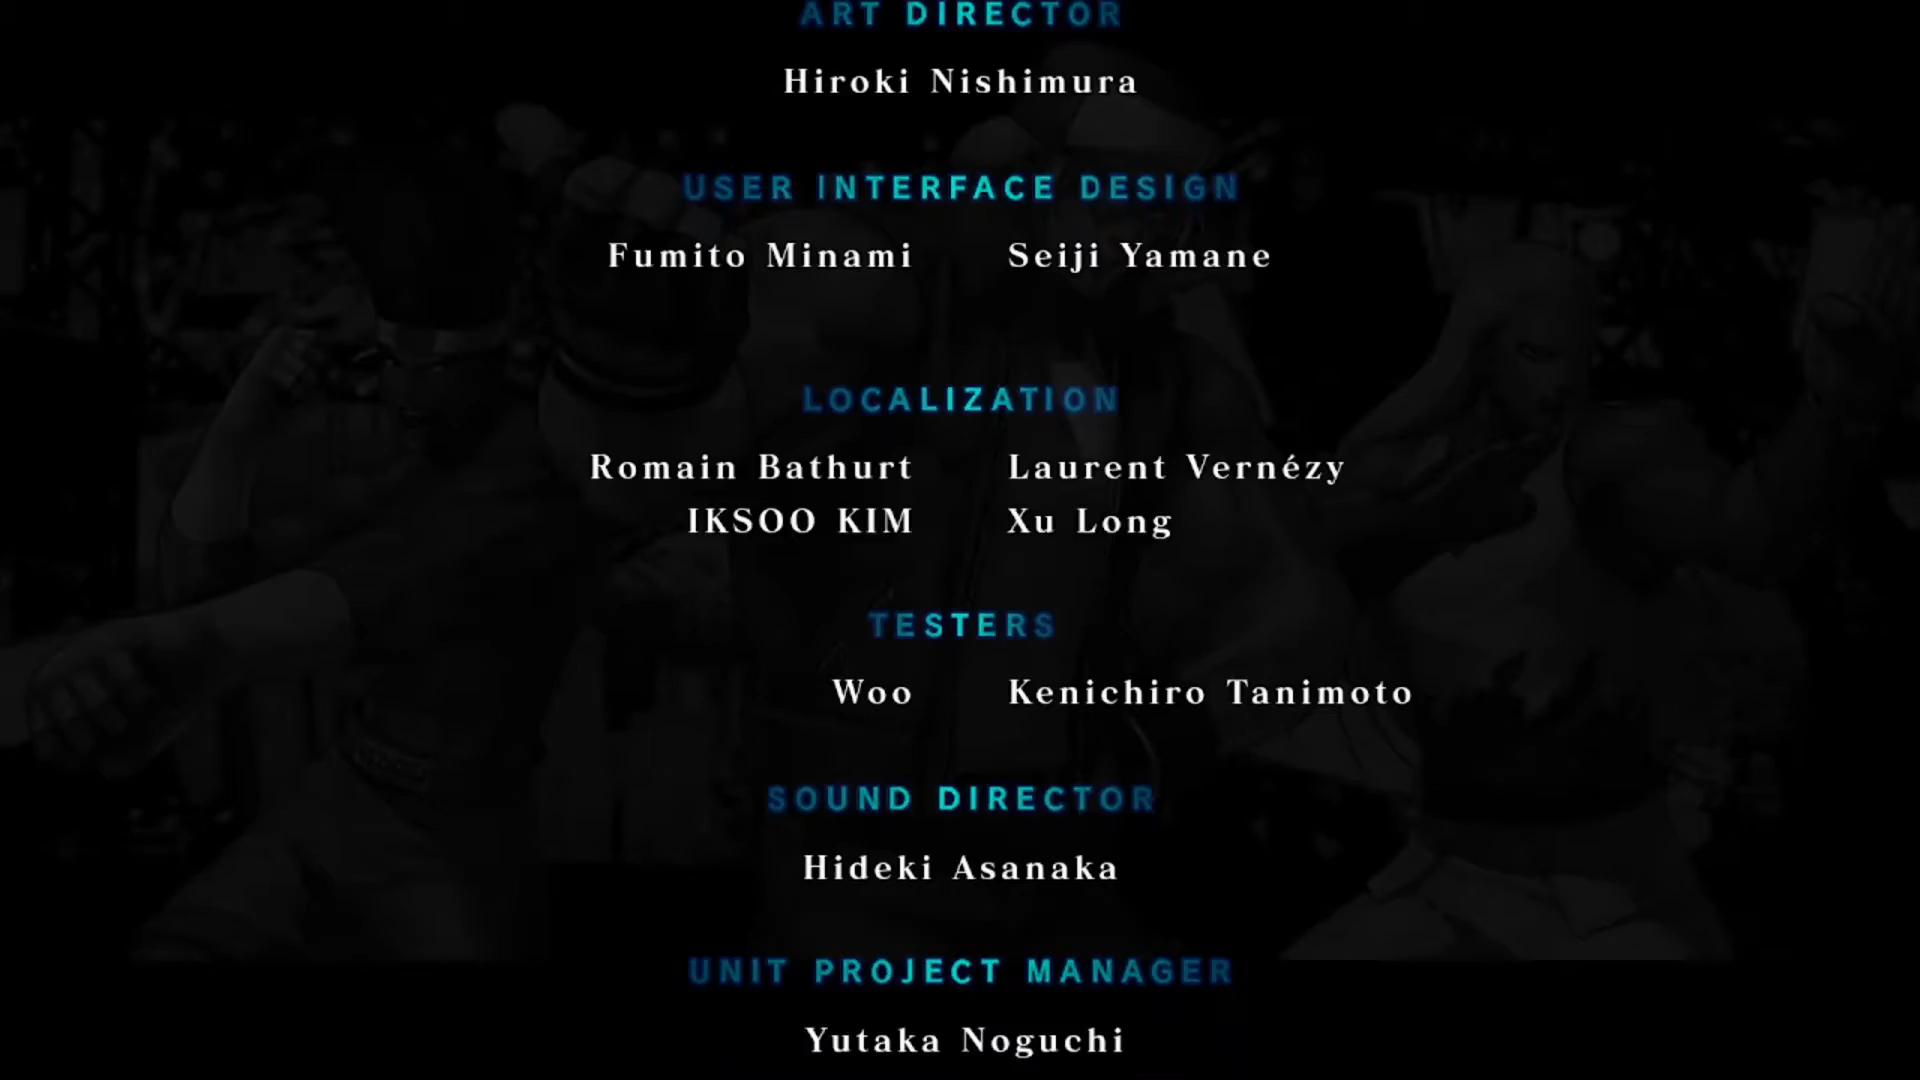 ART DIRECTOR
Hiroki Nishimura
USER INTERFACE DESIGN
Fumito Minami Seiji Yamane
LOCALIZATION
Romain Bathurt Laurent Vernézy
IKSOO KIM Xu Long
TESTERS
Woo Kenichiro Tanimoto
SOUND DIRECTOR
Hideki Asanaka
UNIT PROJECT MANAGER
Yutaka Noguchi